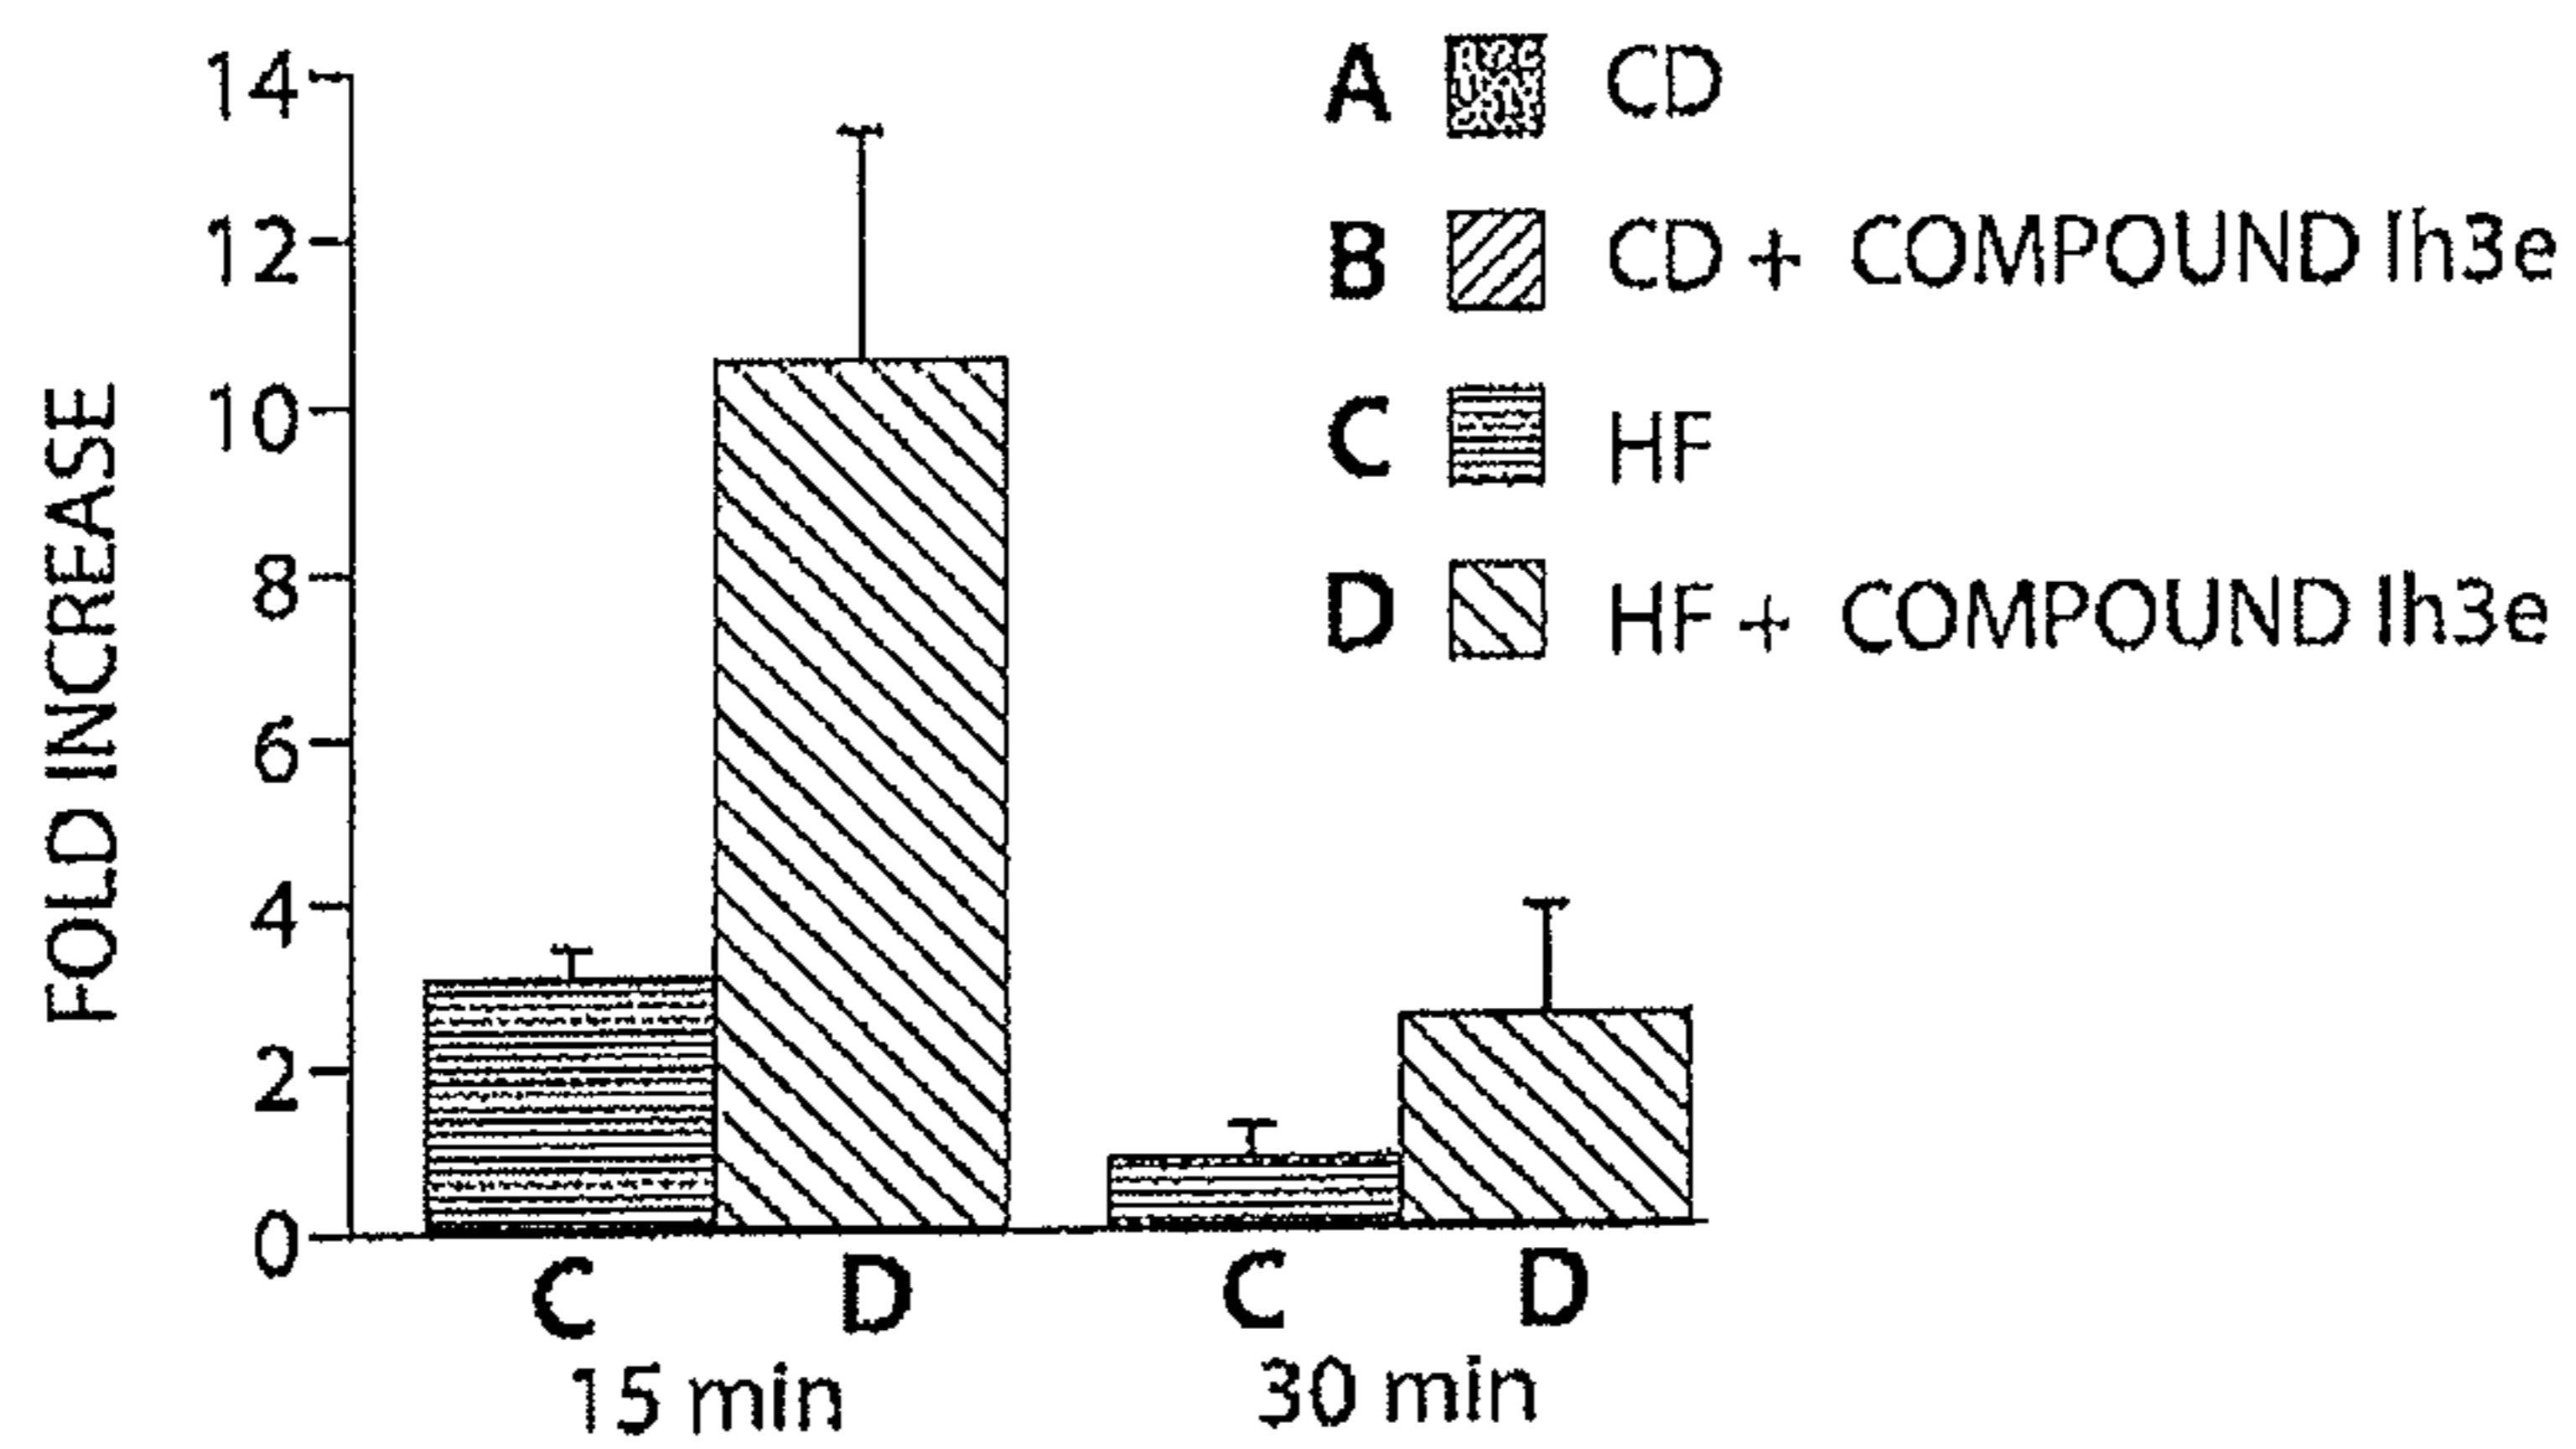 FOLD INCREASE
14
12
10
8
6
4
2
0
A CD
B CD + COMPOUND Ih3e
C HF
D HF + COMPOUND Ih3e
C D C D
15 min 30 min